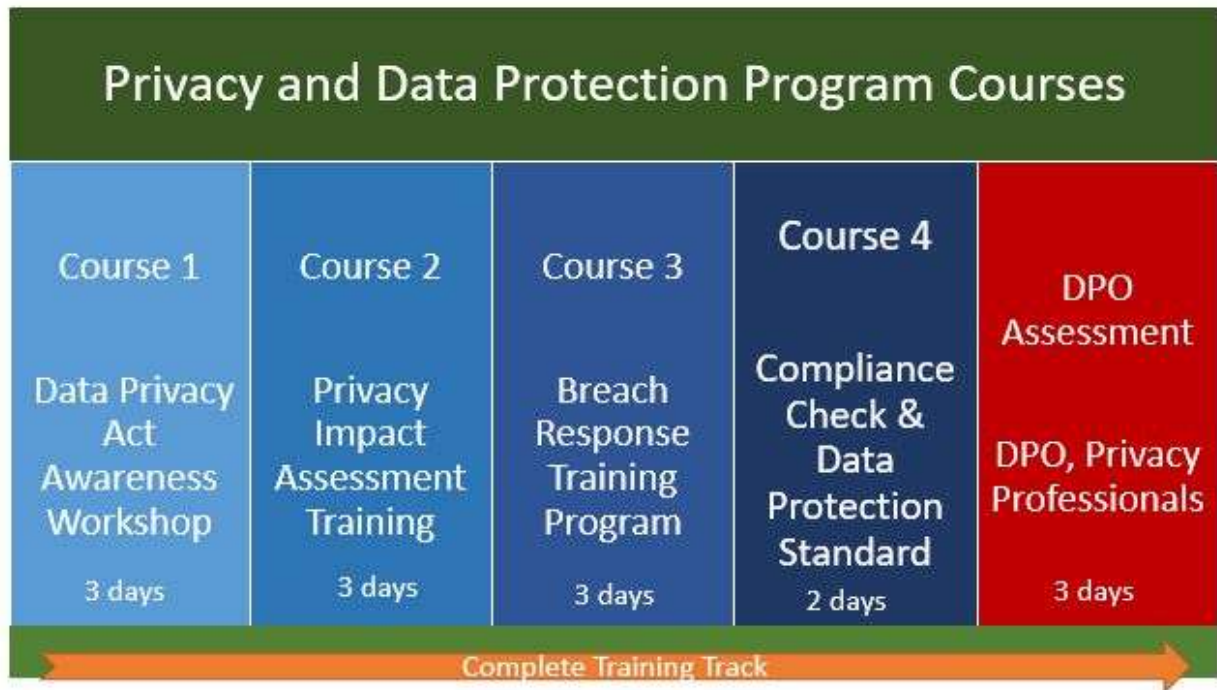 Privacy and Data Protection Program Courses
Course 1
Data Privacy
Act
Awareness
Workshop
3 days
Course 2
Privacy
Impact
Assessment
Training
3 days
Course 3
Breach
Response
Training
Program
3 days
Course 4
Compliance
Check &
Data
Protection
Standard
2 days
DPO
Assessment
DPO, Privacy
Professionals
3 days
Complete Training Track